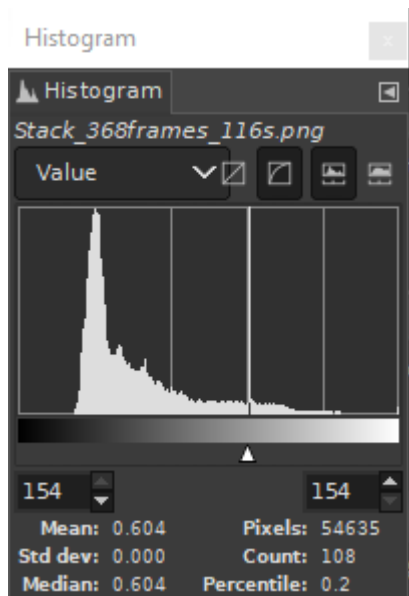 Histogram
x
Histogram
Stack_368frames_116s.png
Value
154 154
Mean: 0.604 Pixels: 54635
Std dev: 0.000 Count: 108
Median: 0.604 Percentile: 0.2